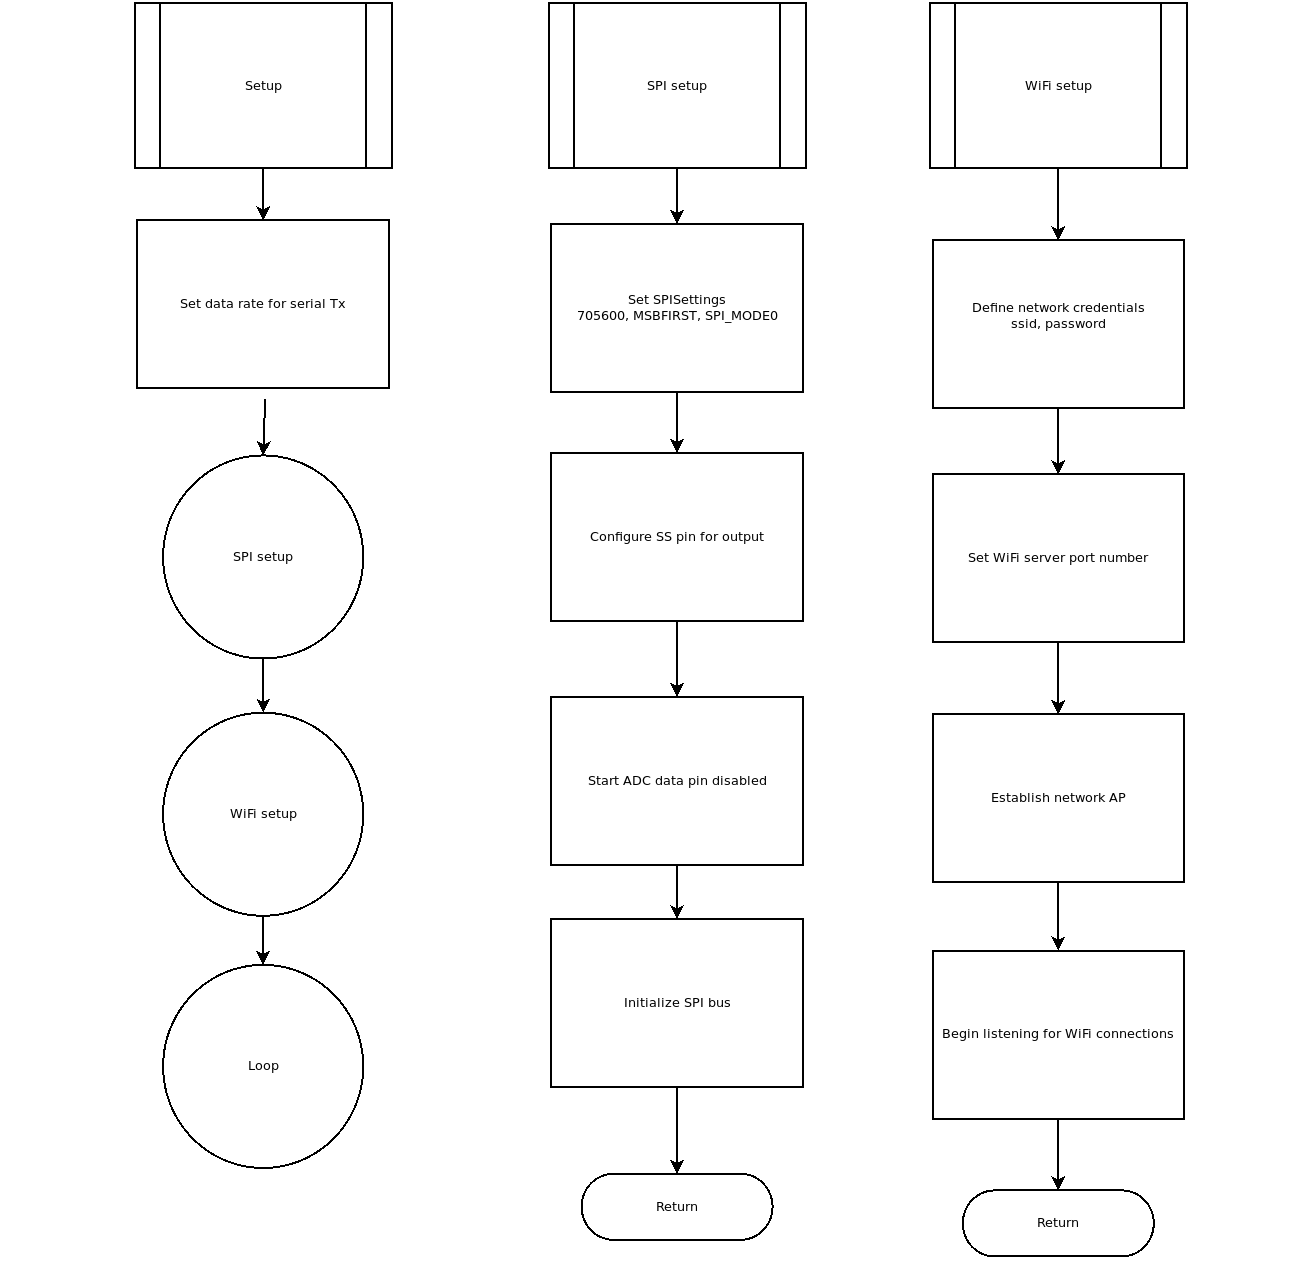 Setup
Set data rate for serial Tx
SPI setup
WiFi setup
Loop
SPI setup
Set SPISettings
705600, MSBFIRST, SPI_MODE0
Configure SS pin for output
Start ADC data pin disabled
Initialize SPI bus
Return
WiFi setup
Define network credentials
ssid, password
Set WiFi server port number
Establish network AP
Begin listening for WiFi connections
Return